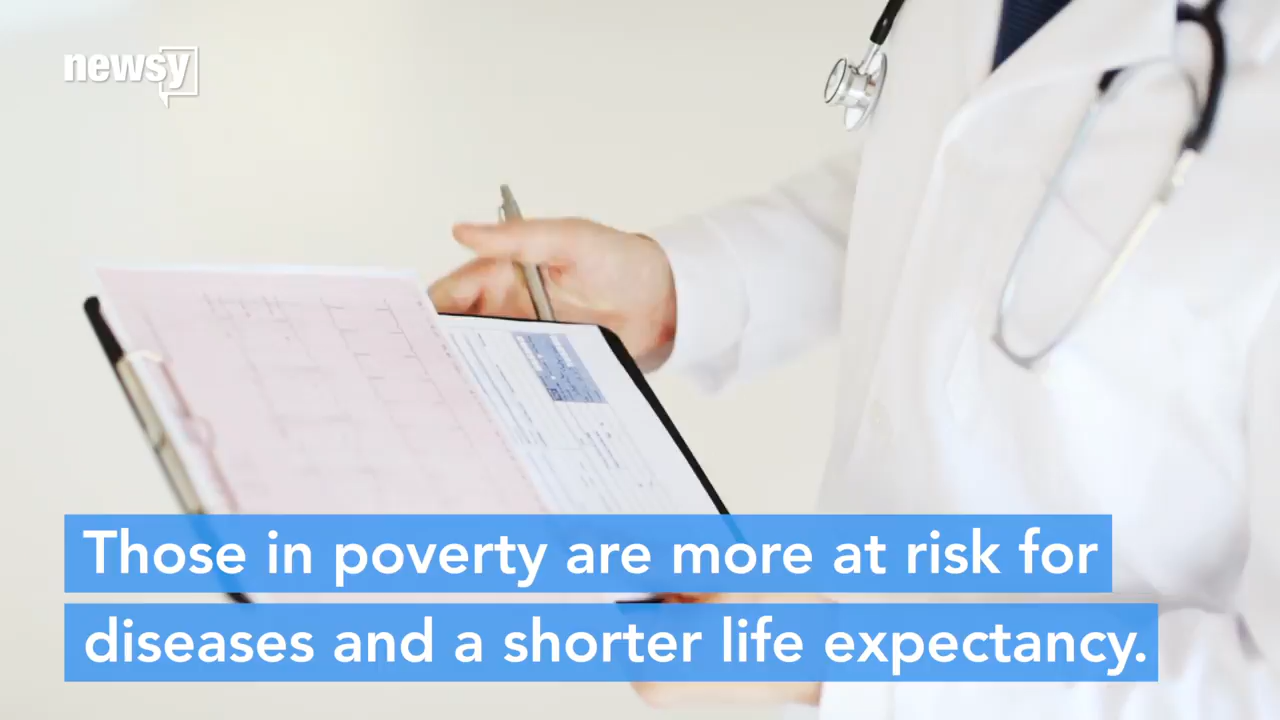 newsy
Those in poverty are more at risk for
diseases and a shorter life expectancy.